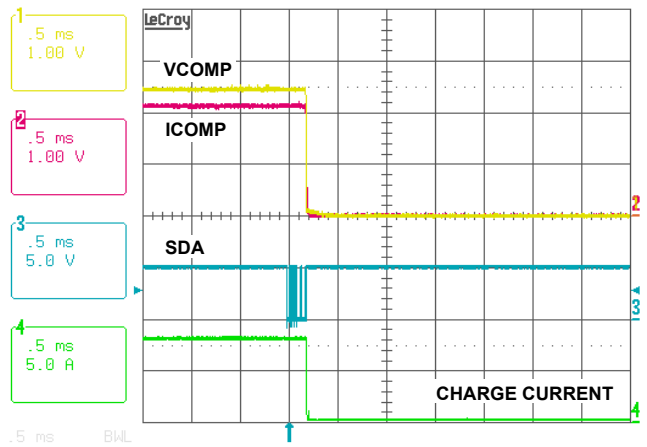 1
.5 ms
1.00 V
2
.5 ms
1.00 V
3
.5 ms
5.0 V
4
.5 ms
5.0 A
.5 ms BWL
LeCroy
VCOMP
ICOMP
SDA
CHARGE CURRENT
2
3
4